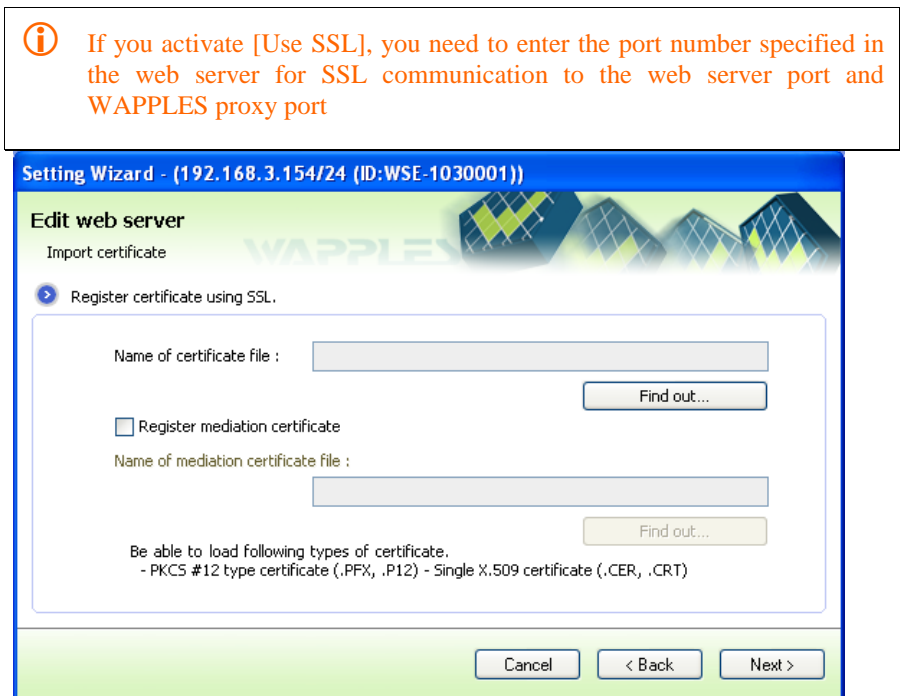 If you activate [Use SSL], you need to enter the port number specified in
the web server for SSL communication to the web server port and
WAPPLES proxy port
Setting Wizard - (192.168.3.154/24 (ID:WSE-1030001))
Edit web server
Import certificate
WAPPLES
Register certificate using SSL.
Name of certificate file :
Find out...
Register mediation certificate
Name of mediation certificate file :
Find out...
Be able to load following types of certificate.
- PKCS #12 type certificate (.PFX, .P12) - Single X.509 certificate (.CER, .CRT)
Cancel
< Back
Next >